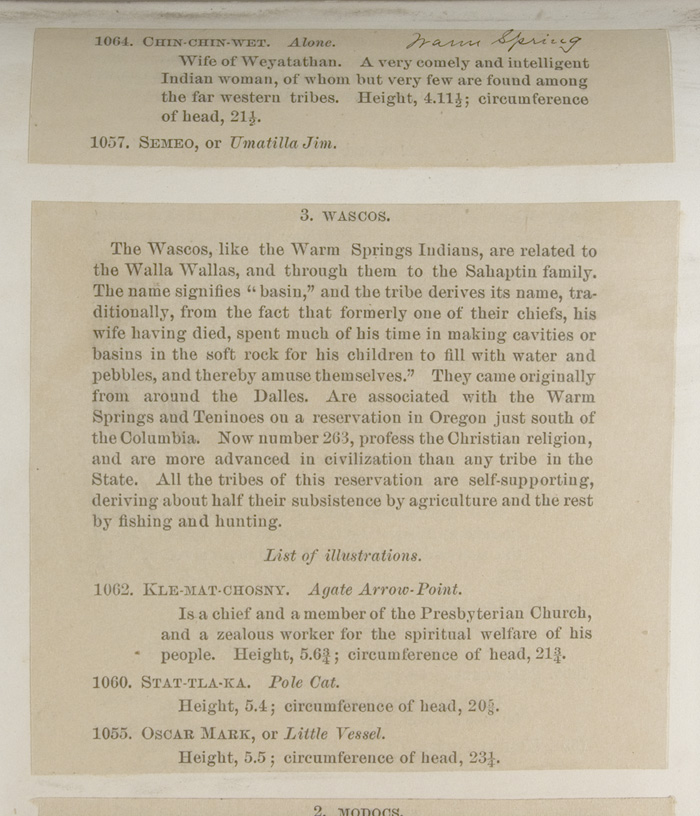 1064. CHIN-CHIN-WET. Alone. Warm Spring
Wife of Weyatathan. A very comely and intelligent
Indian woman, of whom but very few are found among
the far western tribes. Height, 4.11½; circumference
of head, 21½.
1057. SEMEO, or Umatilla Jim.
3. WASCOS.
The Wascos, like the Warm Springs Indians, are related to
the Walla Wallas, and through them to the Sahaptin family.
The name signifies “basin,” and the tribe derives its name, tra-
ditionally, from the fact that formerly one of their chiefs, his
wife having died, spent much of his time in making cavities or
basins in the soft rock for his children to fill with water and
pebbles, and thereby amuse themselves.” They came originally
from around the Dalles. Are associated with the Warm
Springs and Teninoes on a reservation in Oregon just south of
the Columbia. Now number 263, profess the Christian religion,
and are more advanced in civilization than any tribe in the
State. All the tribes of this reservation are self-supporting,
deriving about half their subsistence by agriculture and the rest
by fishing and hunting.
List of illustrations.
1062. KLE-MAT-CHOSNY. Agate Arrow-Point.
Is a chief and a member of the Presbyterian Church,
and a zealous worker for the spiritual welfare of his
people. Height, 5.6¾; circumference of head, 21¾.
1060. STAT-TLA-KA. Pole Cat.
Height, 5.4; circumference of head, 20⅝.
1055. OSCAR MARK, or Little Vessel.
Height, 5.5; circumference of head, 23¼.
2. MODOCS.